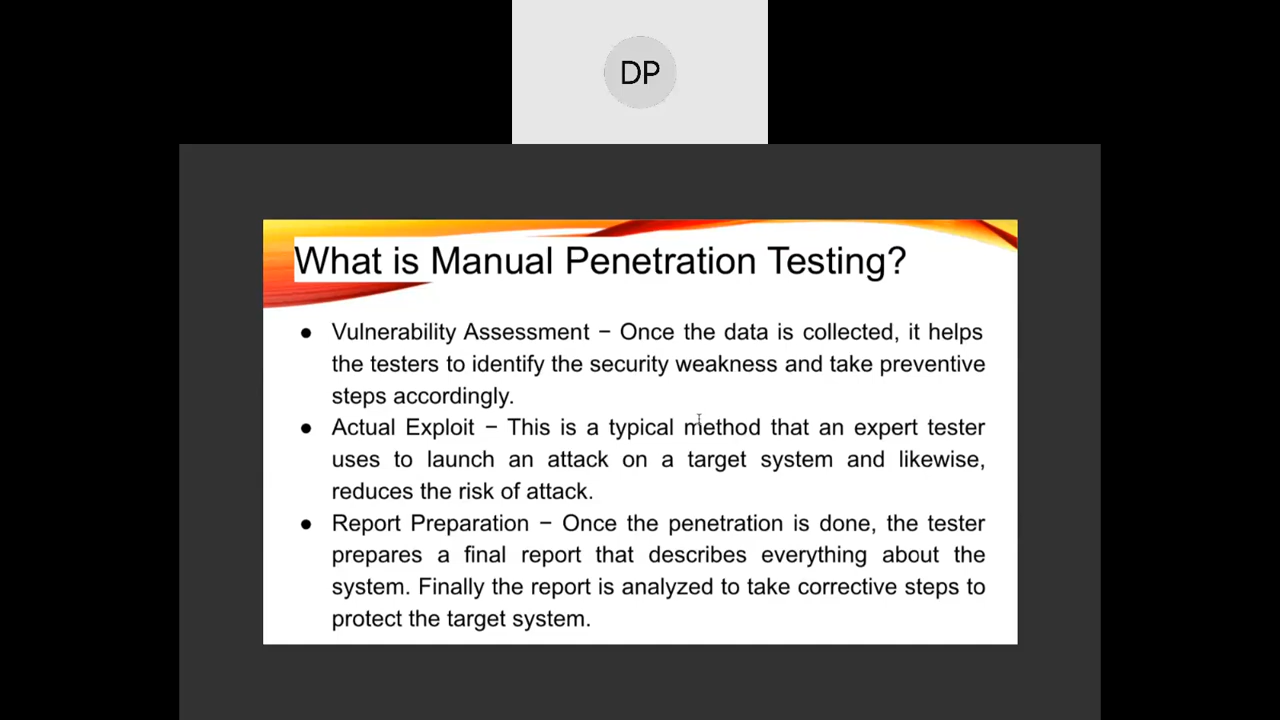 DP
What is Manual Penetration Testing?
● Vulnerability Assessment − Once the data is collected, it helps
the testers to identify the security weakness and take preventive
steps accordingly.
● Actual Exploit − This is a typical method that an expert tester
uses to launch an attack on a target system and likewise,
reduces the risk of attack.
● Report Preparation − Once the penetration is done, the tester
prepares a final report that describes everything about the
system. Finally the report is analyzed to take corrective steps to
protect the target system.